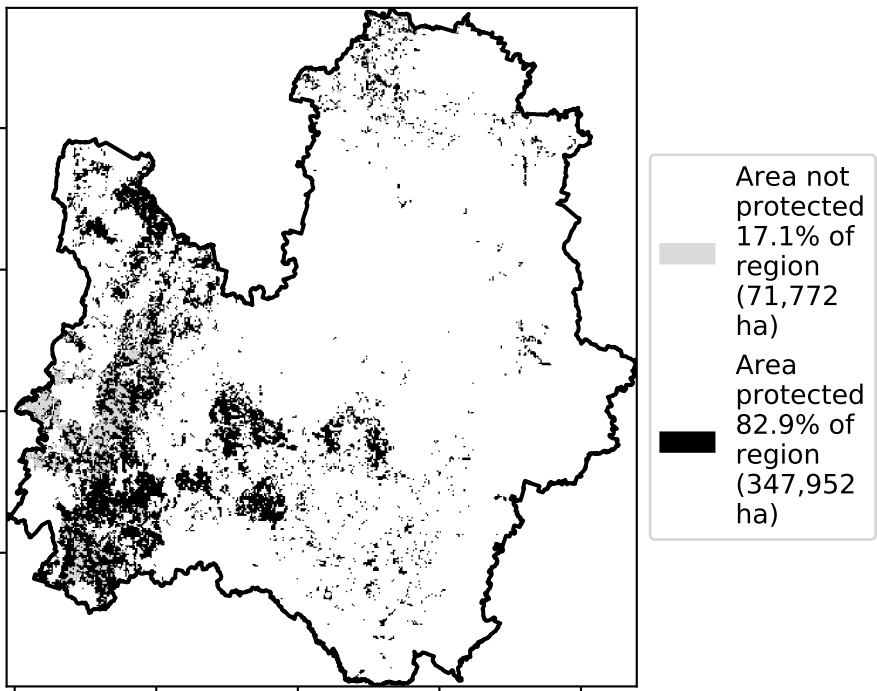 Area not
protected
17.1% of
region
(71,772
ha)
Area
protected
82.9% of
region
(347,952
ha)